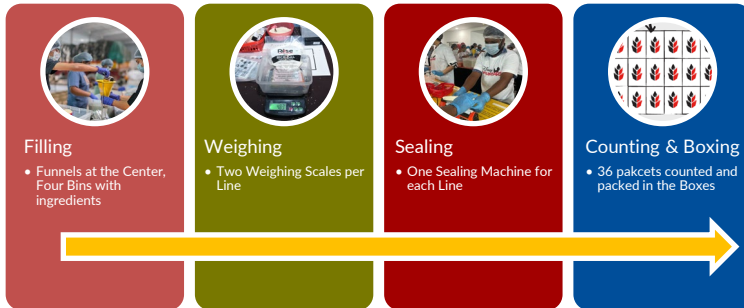 Filling
• Funnels at the Center,
Four Bins with
ingredients
Weighing
• Two Weighing Scales per
Line
Sealing
• One Sealing Machine for
each Line
Counting & Boxing
• 36 pakcets counted and
packed in the Boxes
Rise